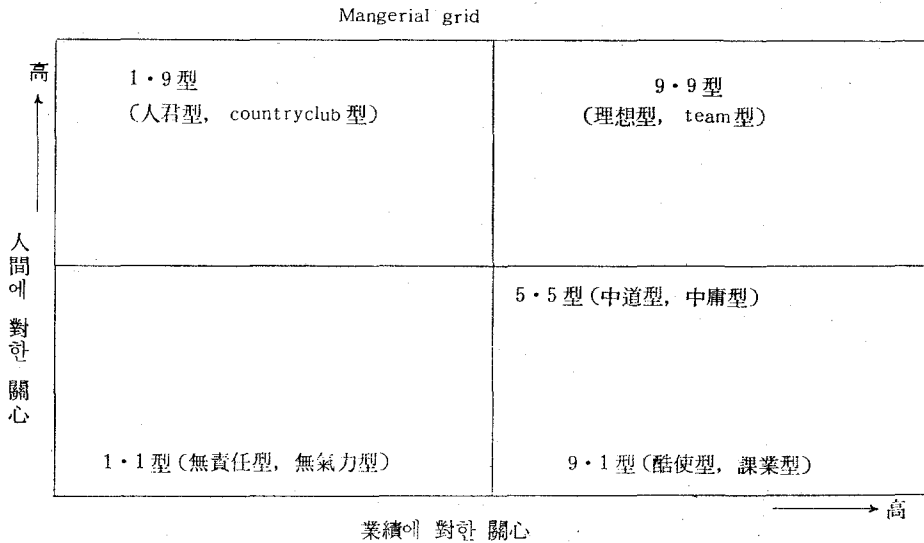 Mangerial grid
高
1·9型
(人君型, countryclub型)
9·9型
(理想型, team型)
人間에 對한 關心
5·5型(中道型, 中庸型)
1·1型(無責任型, 無氣力型)
9·1型(酷使型, 課業型)
高
業績에 對한 關心